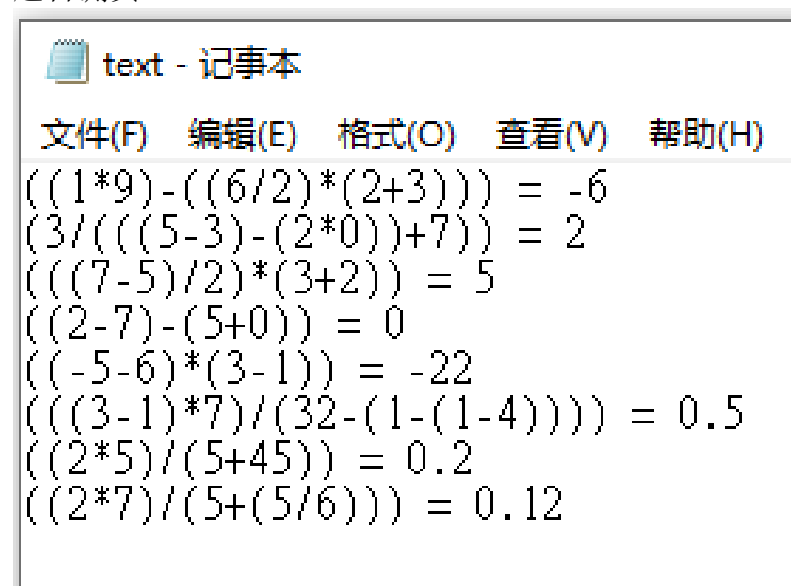 text - 记事本
文件(F) 编辑(E) 格式(O) 查看(V) 帮助(H)
((1*9)-((6/2)*(2+3))) = -6
(3/(((5-3)-(2*0))+7)) = 2
(((7-5)/2)*(3+2)) = 5
((2-7)-(5+0)) = 0
((-5-6)*(3-1)) = -22
(((3-1)*7)/(32-(1-(1-4)))) = 0.5
((2*5)/(5+45)) = 0.2
((2*7)/(5+(5/6))) = 0.12